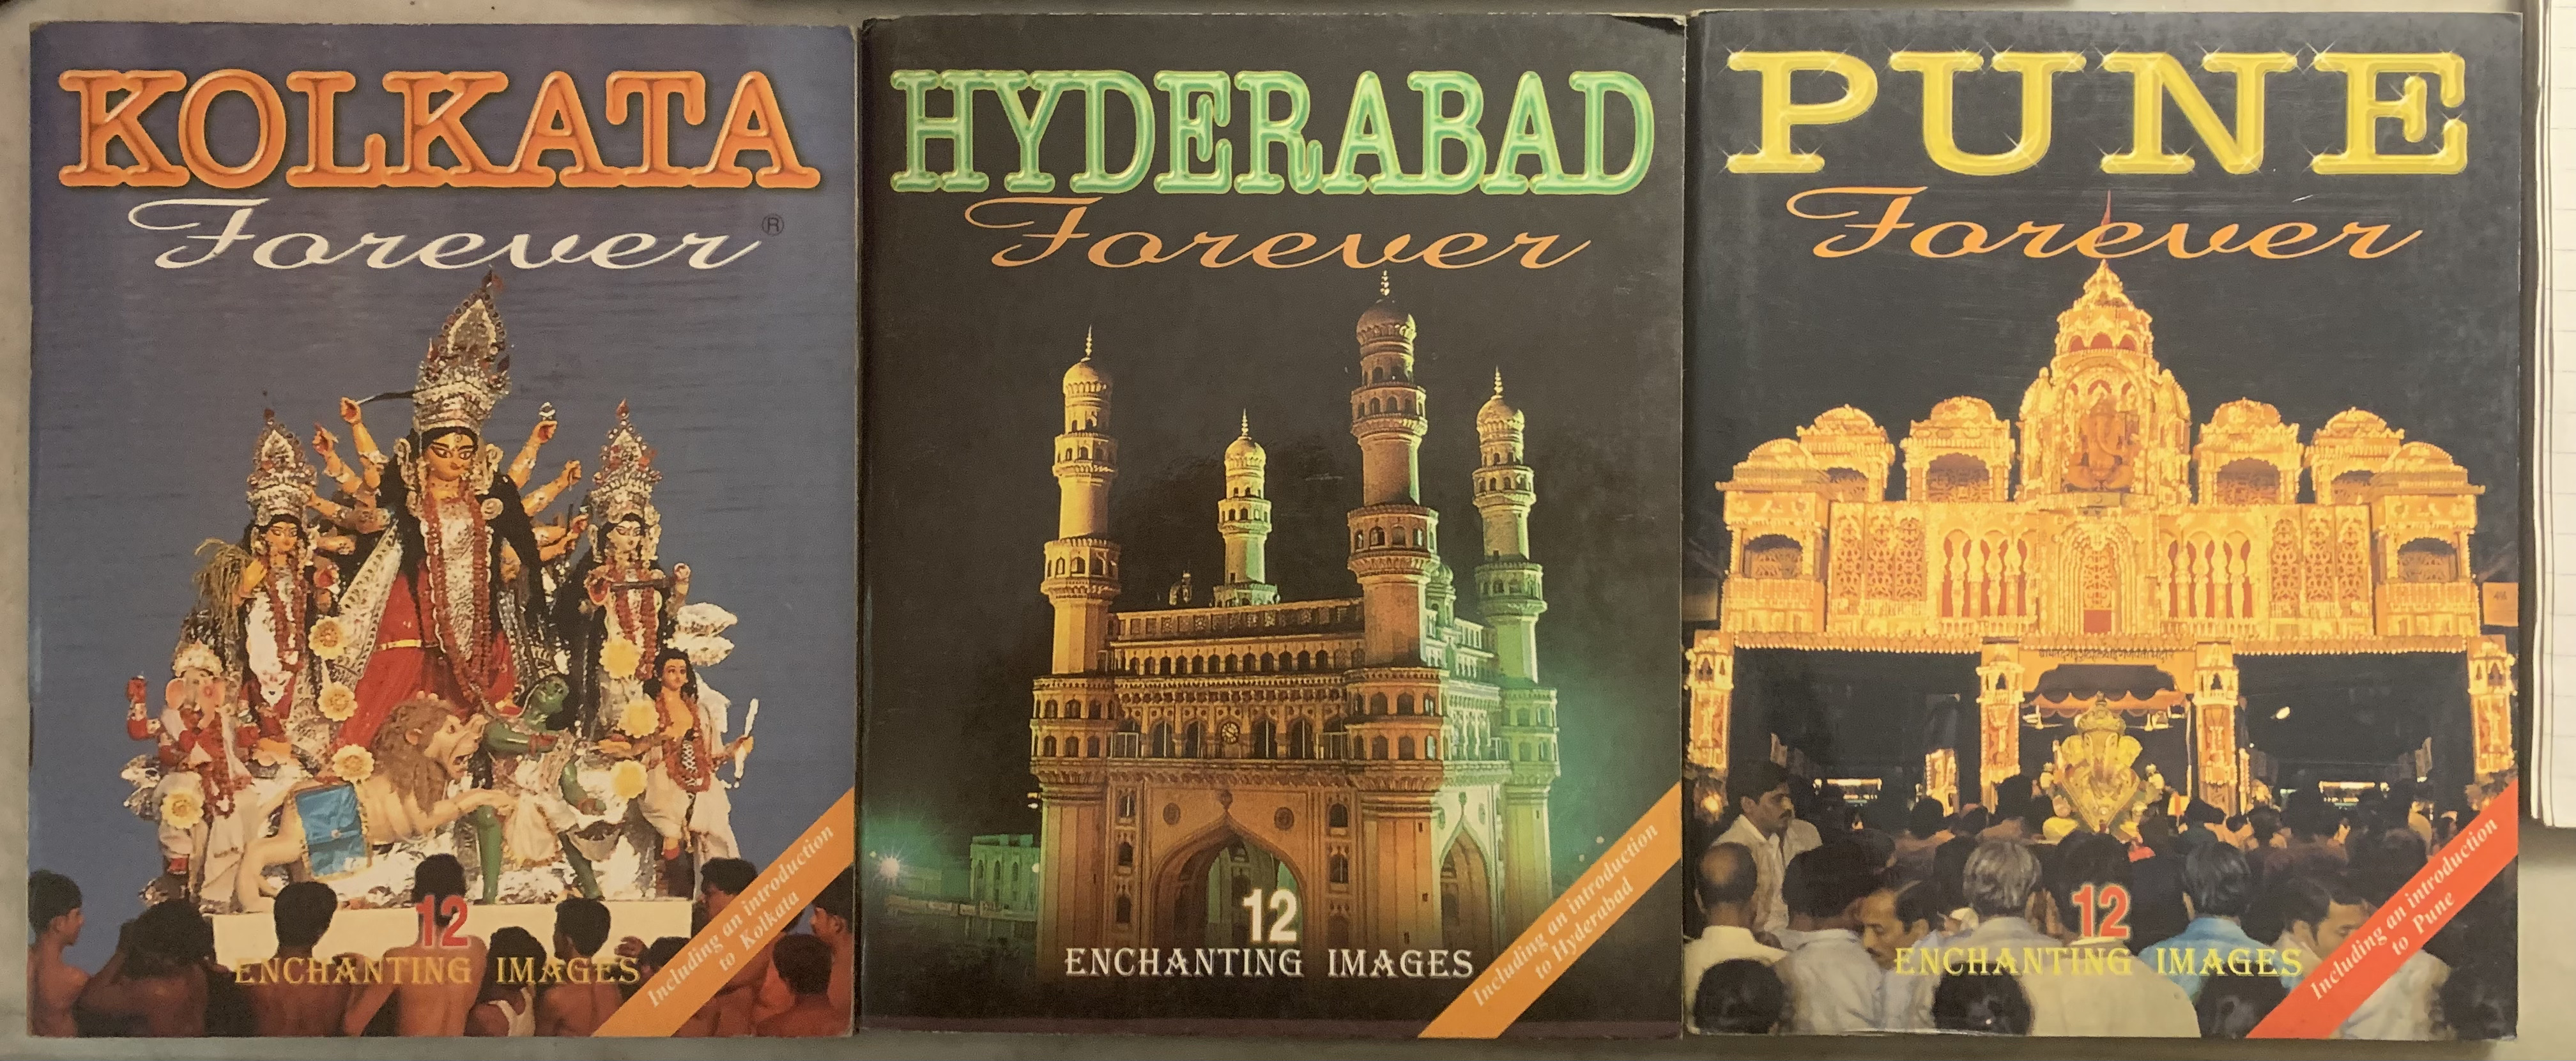 KOLKATA
Forever ®
12
ENCHANTING IMAGES
Including an introduction
to Kolkata
HYDERABAD
Forever
12
ENCHANTING IMAGES
Including an introduction
to Hyderabad
PUNE
Forever
12
ENCHANTING IMAGES
Including an introduction
to Pune